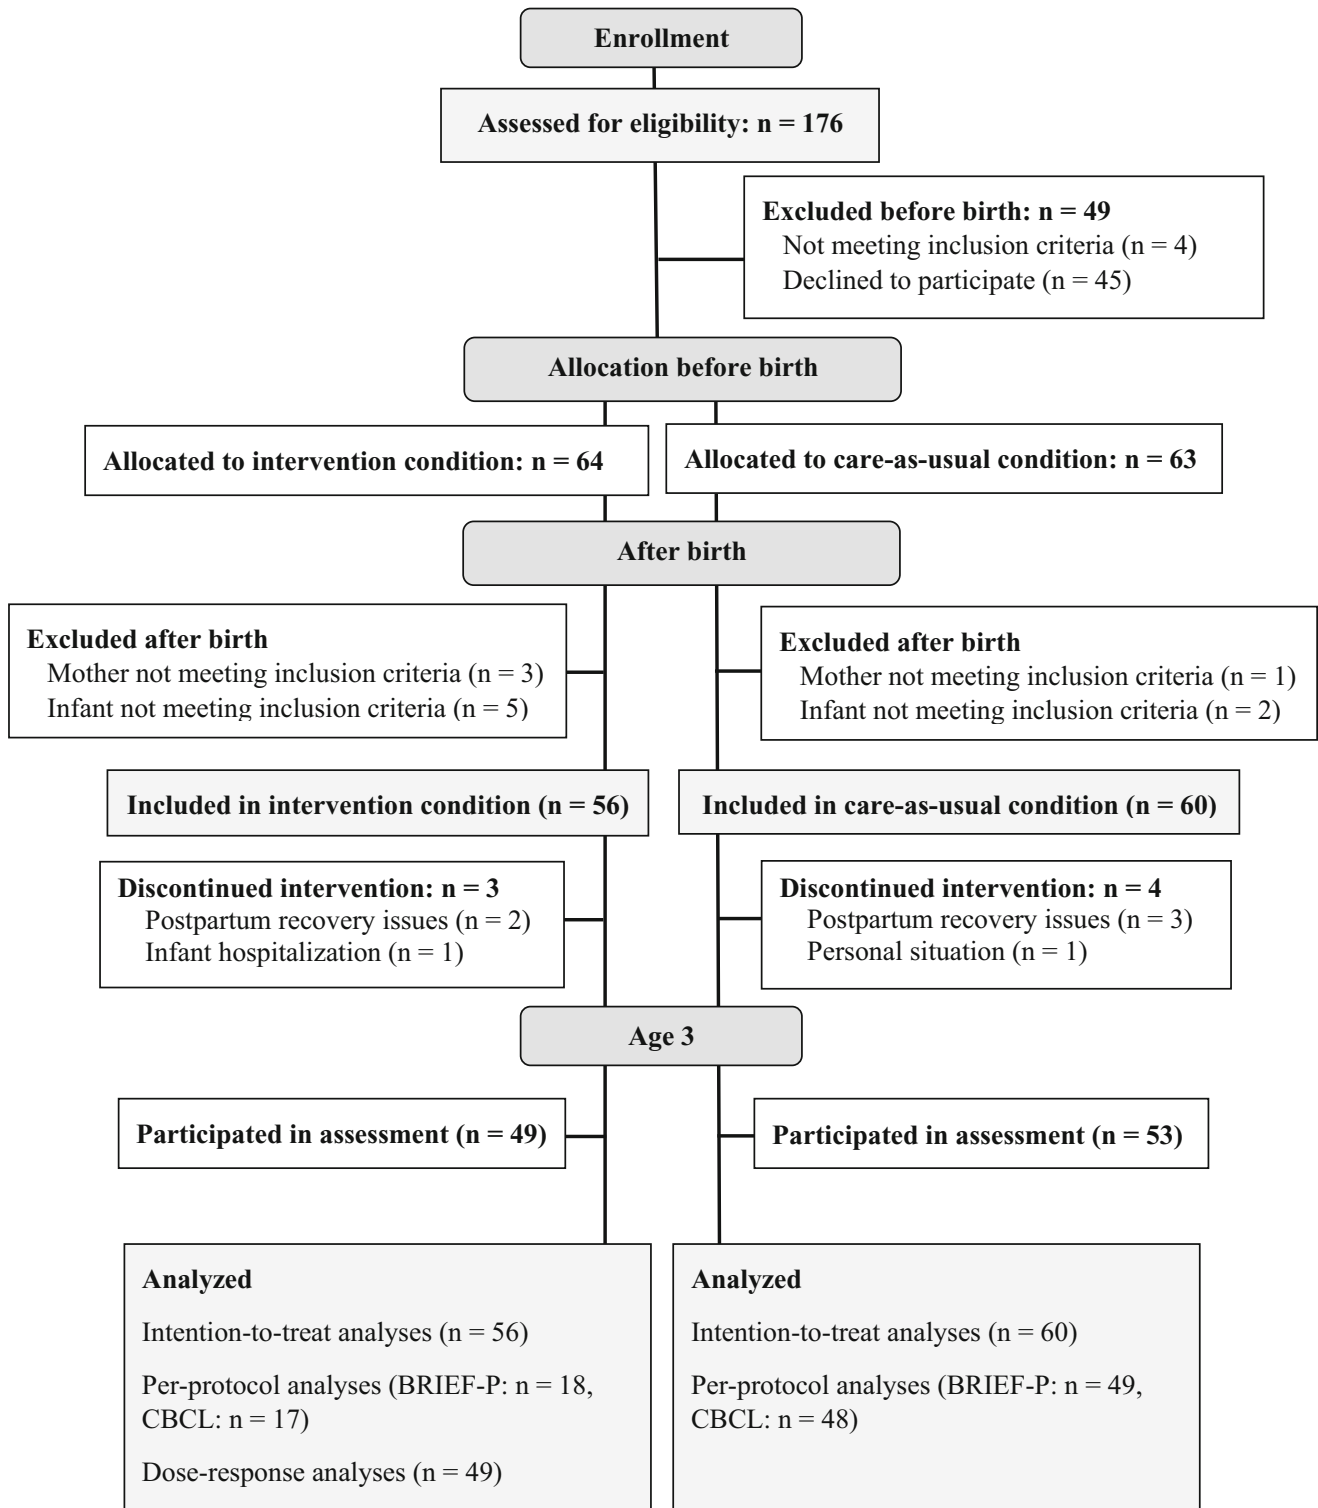 Enrollment
Assessed for eligibility: n = 176
Excluded before birth: n = 49
Not meeting inclusion criteria (n = 4)
Declined to participate (n = 45)
Allocation before birth
Allocated to intervention condition: n = 64
Allocated to care-as-usual condition: n = 63
After birth
Excluded after birth
Mother not meeting inclusion criteria (n = 3)
Infant not meeting inclusion criteria (n = 5)
Excluded after birth
Mother not meeting inclusion criteria (n = 1)
Infant not meeting inclusion criteria (n = 2)
Included in intervention condition (n = 56)
Included in care-as-usual condition (n = 60)
Discontinued intervention: n = 3
Postpartum recovery issues (n = 2)
Infant hospitalization (n = 1)
Discontinued intervention: n = 4
Postpartum recovery issues (n = 3)
Personal situation (n = 1)
Age 3
Participated in assessment (n = 49)
Participated in assessment (n = 53)
Analyzed
Intention-to-treat analyses (n = 56)
Per-protocol analyses (BRIEF-P: n = 18,
CBCL: n = 17)
Dose-response analyses (n = 49)
Analyzed
Intention-to-treat analyses (n = 60)
Per-protocol analyses (BRIEF-P: n = 49,
CBCL: n = 48)